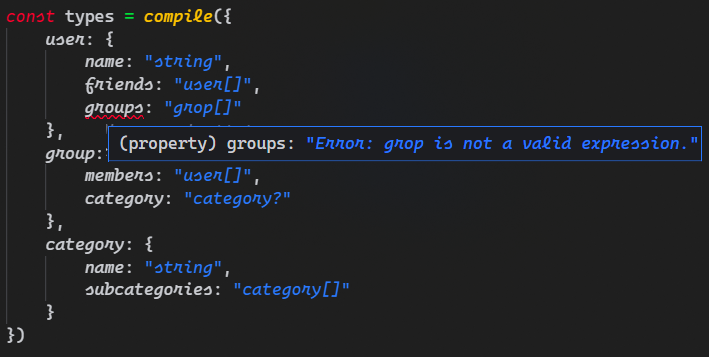 const types = compile({
user: {
name: "string",
friends: "user[]",
groups: "grop[]"
},
(property) groups: "Error: grop is not a valid expression."
group:
members: "user[]",
category: "category?"
},
category: {
name: "string",
subcategories: "category[]"
}
})